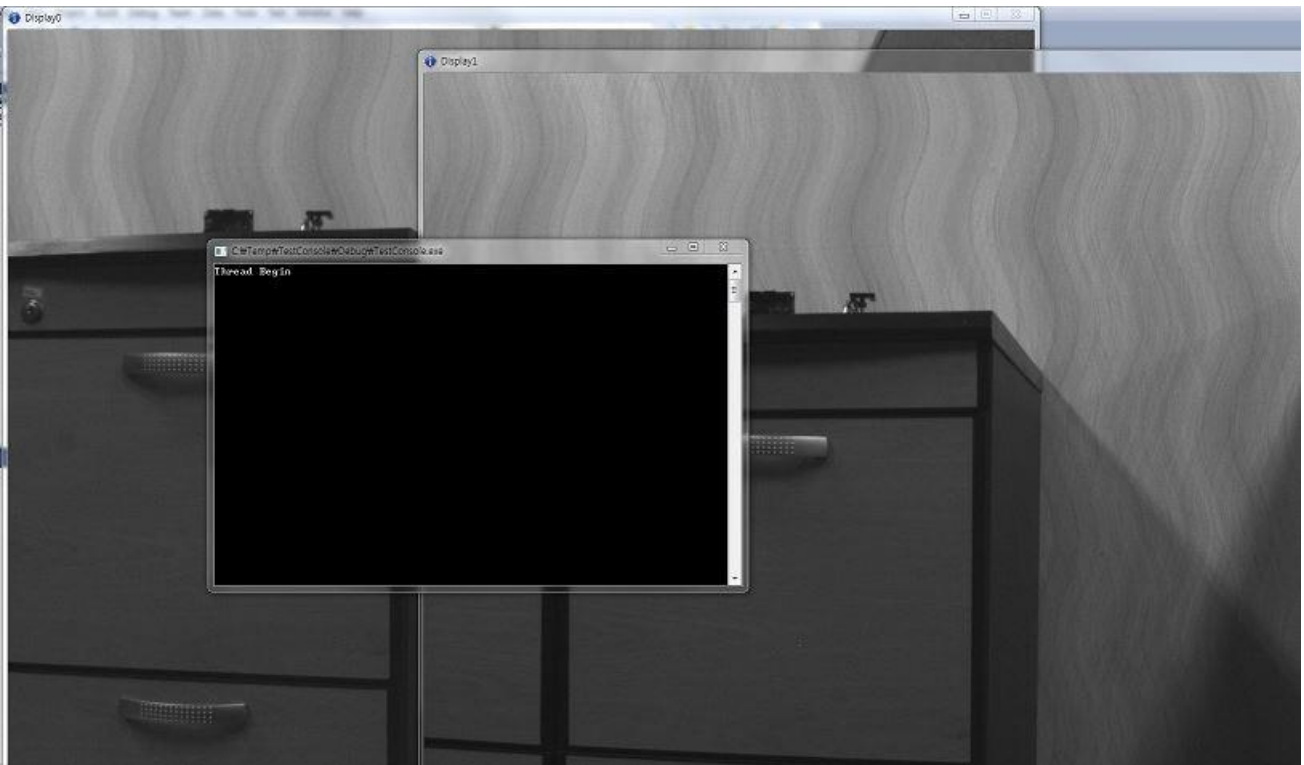 Display0
Display1
C:₩Temp₩TestConsole₩Debug₩TestConsole.exe
Thread Begin